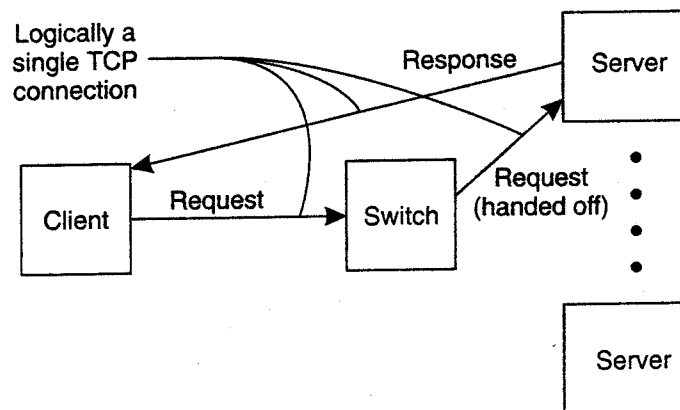 Logically a
single TCP
connection
Response
Server
Client
Request
Switch
Request
(handed off)
Server